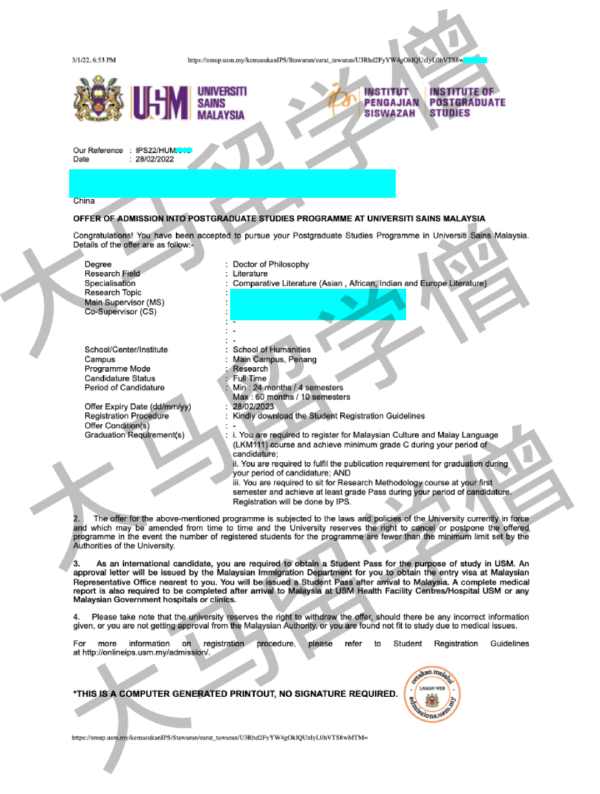 3/1/22, 6:53 PM
UNIVERSITI
SAINS
MALAYSIA
USM
INSTITUT
PENGAJIAN
SISWAZAH
INSTITUTE OF
POSTGRADUATE
STUDIES
ips
Our Reference : IPS22/HUM/
Date : 28/02/2022
China
OFFER OF ADMISSION INTO POSTGRADUATE STUDIES PROGRAMME AT UNIVERSITI SAINS MALAYSIA
Congratulations! You have been accepted to pursue your Postgraduate Studies Programme in Universiti Sains Malaysia.
Details of the offer are as follow:-
Degree : Doctor of Philosophy
Research Field : Literature
Specialisation : Comparative Literature (Asian , African, Indian and Europe Literature)
Research Topic :
Main Supervisor (MS) :
Co-Supervisor (CS) :
: -
: -
: -
School/Center/Institute : School of Humanities
Campus : Main Campus, Penang
Programme Mode : Research
Candidature Status : Full Time
Period of Candidature : Min : 24 months / 4 semesters
Max : 60 months / 10 semesters
Offer Expiry Date (dd/mm/yy) : 28/02/2023
Registration Procedure : Kindly download the Student Registration Guidelines
Offer Condition(s) : -
Graduation Requirement(s) : i. You are required to register for Malaysian Culture and Malay Language
(LKM111) course and achieve minimum grade C during your period of
candidature;
ii. You are required to fulfil the publication requirement for graduation during
your period of candidature; AND
iii. You are required to sit for Research Methodology course at your first
semester and achieve at least grade Pass during your period of candidature.
Registration will be done by IPS.
2. The offer for the above-mentioned programme is subjected to the laws and policies of the University currently in force
and which may be amended from time to time and the University reserves the right to cancel or postpone the offered
programme in the event the number of registered students for the programme are fewer than the minimum limit set by the
Authorities of the University.
3. As an international candidate, you are required to obtain a Student Pass for the purpose of study in USM. An
approval letter will be issued by the Malaysian Immigration Department for you to obtain the entry visa at Malaysian
Representative Office nearest to you. You will be issued a Student Pass after arrival to Malaysia. A complete medical
report is also required to be completed after arrival to Malaysia at USM Health Facility Centres/Hospital USM or any
Malaysian Government hospitals or clinics.
4. Please take note that the university reserves the right to withdraw the offer, should there be any incorrect information
given, or you are not getting approval from the Malaysian Authority, or you are found not fit to study due to medical issues.
For more information on registration procedure, please refer to Student Registration Guidelines
at http://onlineips.usm.my/admission/.
*THIS IS A COMPUTER GENERATED PRINTOUT, NO SIGNATURE REQUIRED.
cetakan melalui
LAMAN WEB
大马留学僧
大马留学僧
大马留学僧